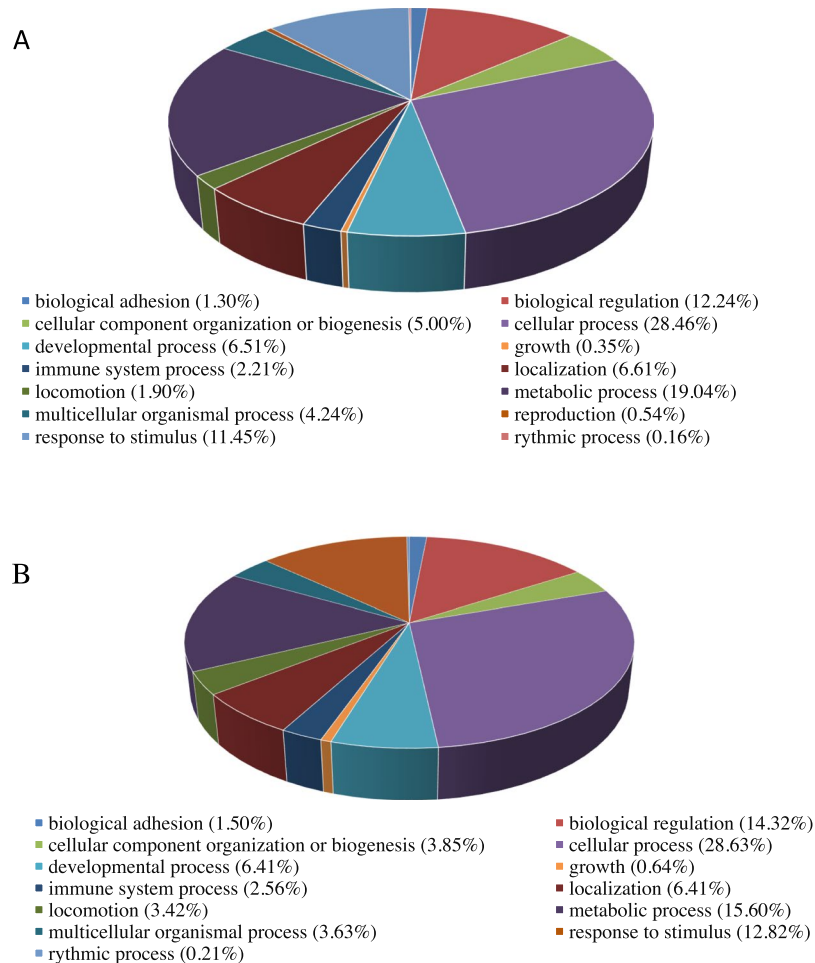 A
biological adhesion (1.30%)
biological regulation (12.24%)
cellular component organization or biogenesis (5.00%)
cellular process (28.46%)
developmental process (6.51%)
growth (0.35%)
immune system process (2.21%)
localization (6.61%)
locomotion (1.90%)
metabolic process (19.04%)
multicellular organismal process (4.24%)
reproduction (0.54%)
response to stimulus (11.45%)
rythmic process (0.16%)
B
biological adhesion (1.50%)
biological regulation (14.32%)
cellular component organization or biogenesis (3.85%)
cellular process (28.63%)
developmental process (6.41%)
growth (0.64%)
immune system process (2.56%)
localization (6.41%)
locomotion (3.42%)
metabolic process (15.60%)
multicellular organismal process (3.63%)
response to stimulus (12.82%)
rythmic process (0.21%)